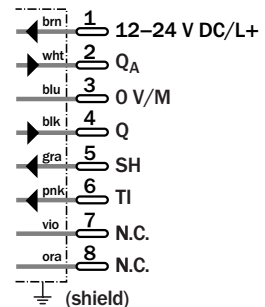 brn 1 12–24 V DC/L+
wht 2 QA
blu 3 0 V/M
blk 4 Q
gra 5 SH
pnk 6 TI
vio 7 N.C.
ora 8 N.C.
(shield)